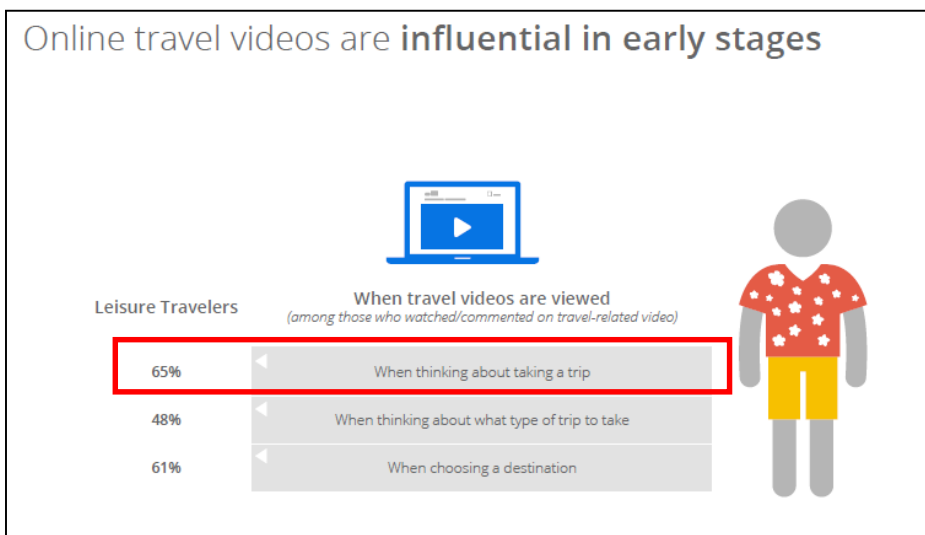 Online travel videos are influential in early stages
Leisure Travelers
When travel videos are viewed
(among those who watched/commented on travel-related video)
65%
When thinking about taking a trip
48%
When thinking about what type of trip to take
61%
When choosing a destination